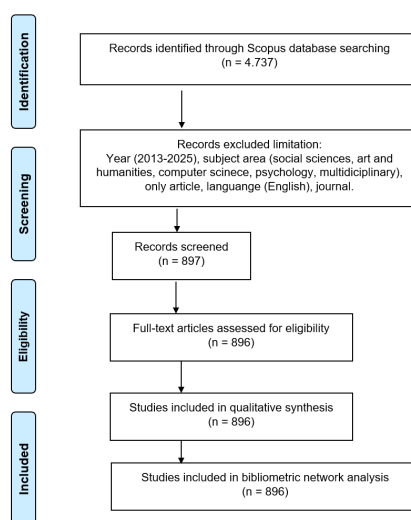 Identification
Records identified through Scopus database searching
(n = 4.737)
Records excluded limitation:
Year (2013-2025), subject area (social sciences, art and
humanities, computer scinece, psychology, multidiciplinary),
only article, languange (English), journal.
Screening
Records screened
(n = 897)
Eligibility
Full-text articles assessed for eligibility
(n = 896)
Included
Studies included in qualitative synthesis
(n = 896)
Studies included in bibliometric network analysis
(n = 896)